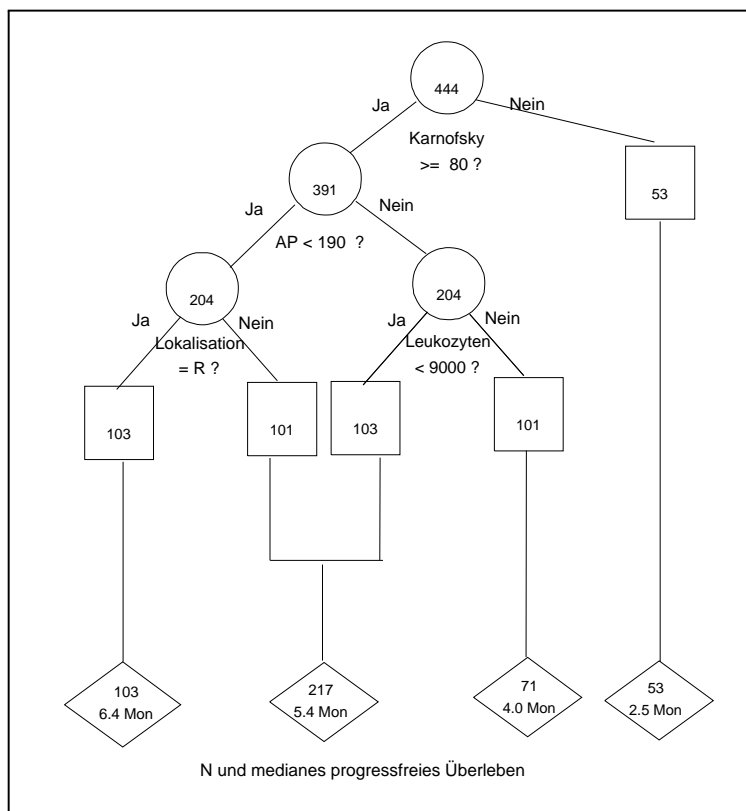 444
Ja
Nein
Karnofsky
>= 80 ?
391
53
Ja
Nein
AP < 190 ?
204
204
Ja
Nein
Ja
Nein
Lokalisation
= R ?
Leukozyten
< 9000 ?
103
101
103
101
103
6.4 Mon
217
5.4 Mon
71
4.0 Mon
53
2.5 Mon
N und medianes progressfreies Überleben